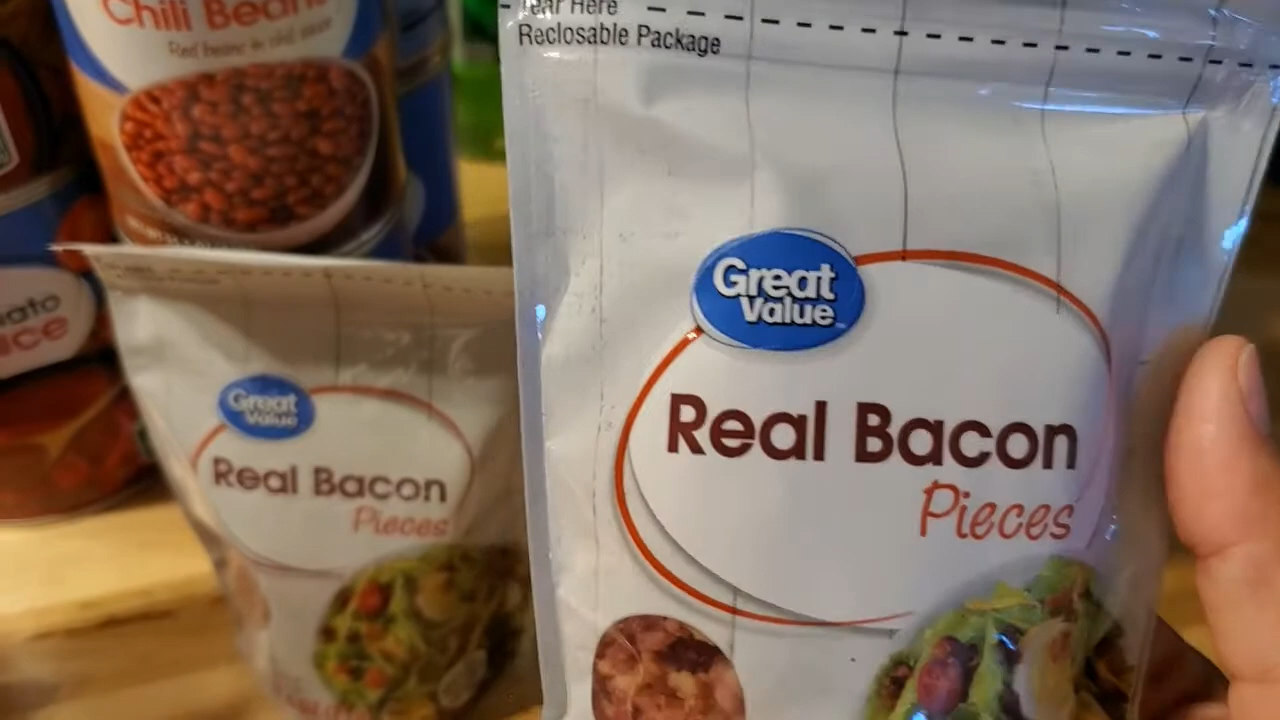 Chili Beans
Red beans in chili sauce
Tear Here
Reclosable Package
Great
Value
Real Bacon
Pieces
Great
Value
Real Bacon
Pieces